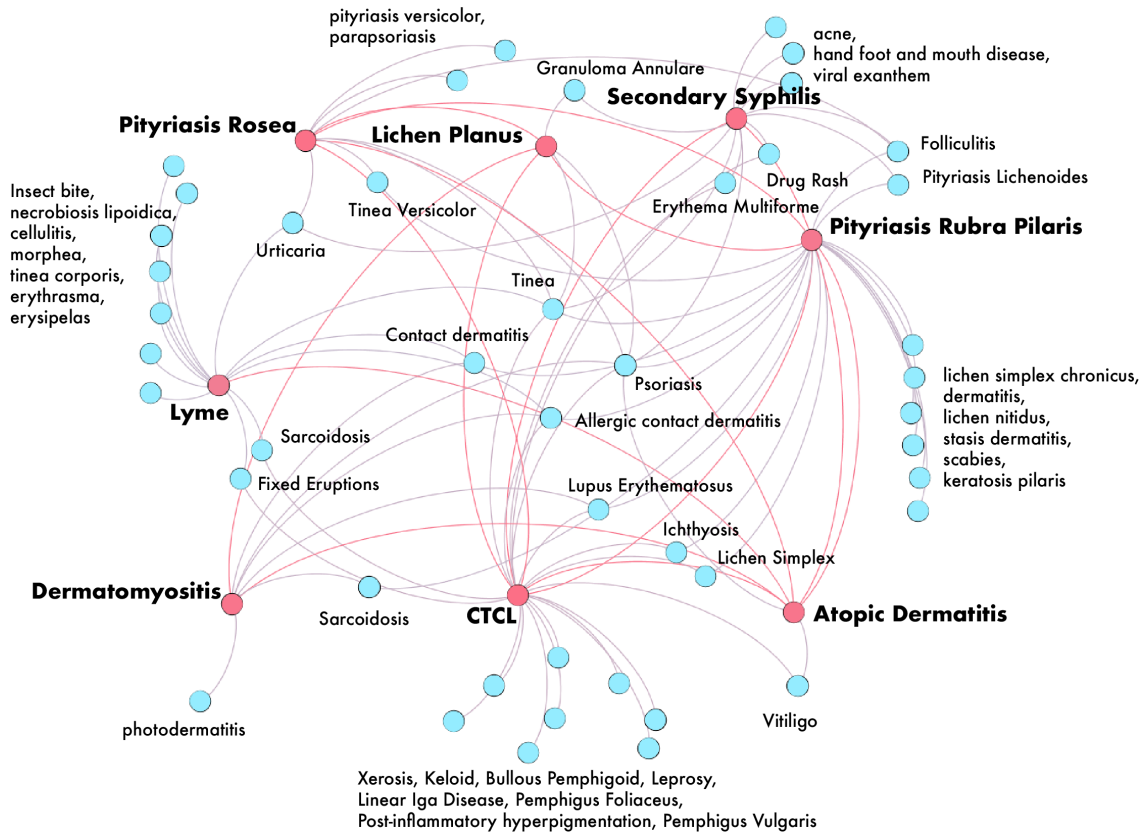 pityriasis versicolor,
parapsoriasis
acne,
hand foot and mouth disease,
viral exanthem
Granuloma Annulare
Secondary Syphilis
Pityriasis Rosea
Lichen Planus
Folliculitis
Pityriasis Lichenoides
Drug Rash
Erythema Multiforme
Tinea Versicolor
Insect bite,
necrobiosis lipoidica,
cellulitis,
morphea,
tinea corporis,
erythrasma,
erysipelas
Urticaria
Pityriasis Rubra Pilaris
Tinea
Contact dermatitis
Psoriasis
Lyme
Allergic contact dermatitis
lichen simplex chronicus,
dermatitis,
lichen nitidus,
stasis dermatitis,
scabies,
keratosis pilaris
Sarcoidosis
Fixed Eruptions
Lupus Erythematosus
Ichthyosis
Lichen Simplex
Dermatomyositis
Sarcoidosis
CTCL
Atopic Dermatitis
photodermatitis
Vitiligo
Xerosis, Keloid, Bullous Pemphigoid, Leprosy,
Linear Iga Disease, Pemphigus Foliaceus,
Post-inflammatory hyperpigmentation, Pemphigus Vulgaris